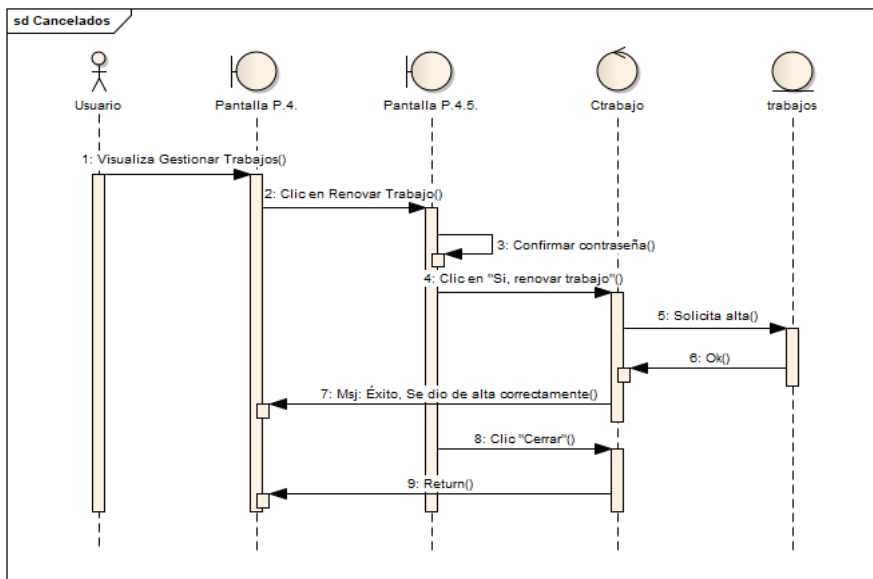 sd Cancelados
Usuario
Pantalla P.4.
Pantalla P.4.5.
Ctrabajo
trabajos
1: Visualiza Gestionar Trabajos()
2: Clic en Renovar Trabajo()
3: Confirmar contraseña()
4: Clic en "Si, renovar trabajo"()
5: Solicita alta()
6: Ok()
7: Msj: Éxito, Se dio de alta correctamente()
8: Clic "Cerrar"()
9: Return()